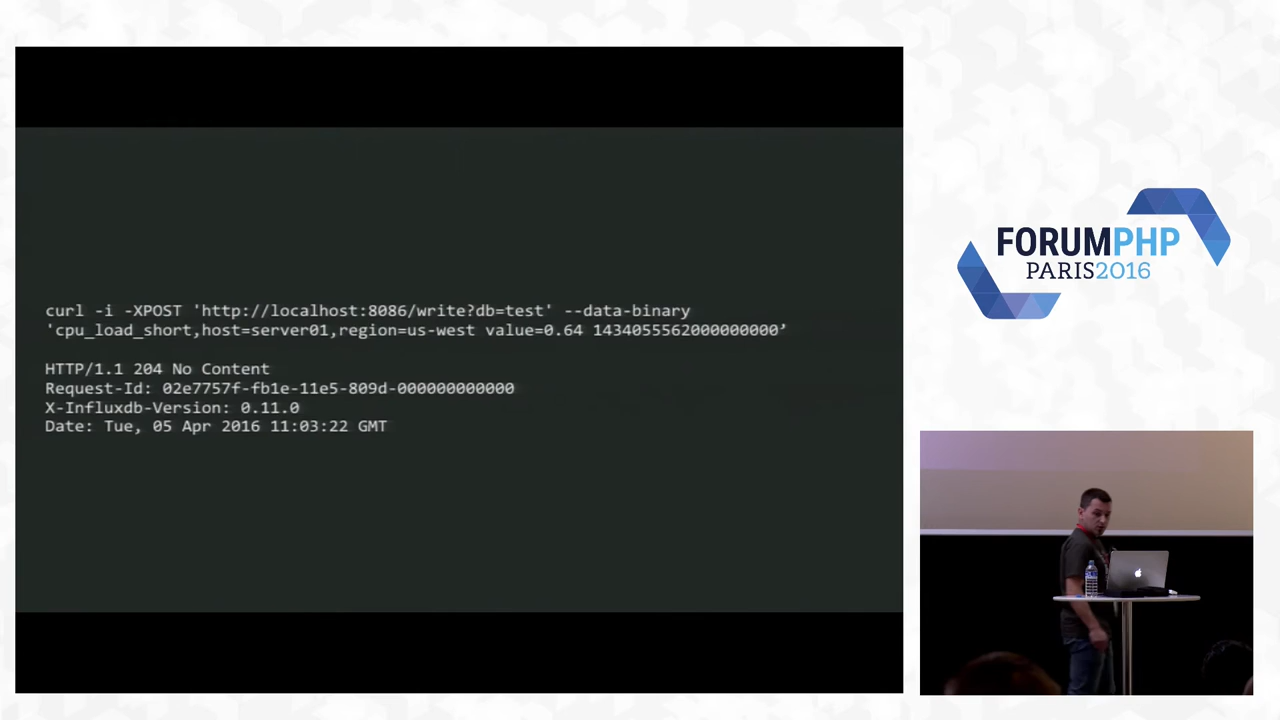 curl -i -XPOST 'http://localhost:8086/write?db=test' --data-binary
'cpu_load_short,host=server01,region=us-west value=0.64 1434055562000000000’
HTTP/1.1 204 No Content
Request-Id: 02e7757f-fb1e-11e5-809d-000000000000
X-Influxdb-Version: 0.11.0
Date: Tue, 05 Apr 2016 11:03:22 GMT
FORUMPHP
PARIS2016